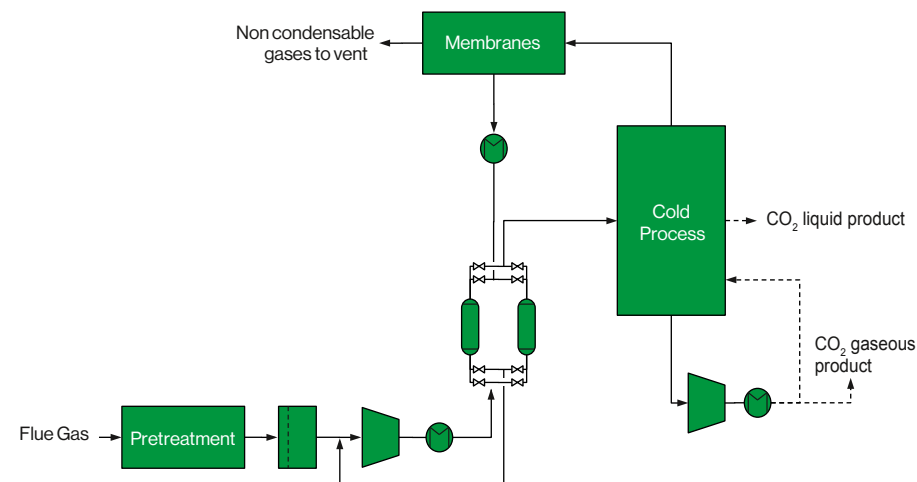 Non condensable
gases to vent
Membranes
Cold
Process
CO₂ liquid product
CO₂ gaseous
product
Flue Gas
Pretreatment